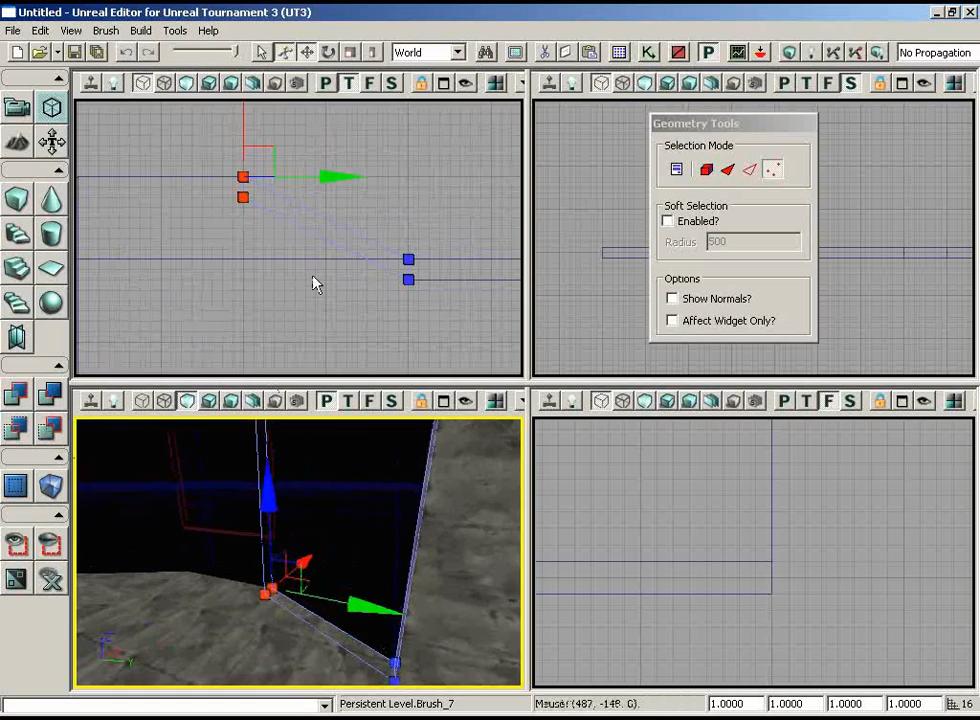 Untitled - Unreal Editor for Unreal Tournament 3 (UT3)
File Edit View Brush Build Tools Help
World
P
No Propagation
P T F S
P T F S
Geometry Tools
Selection Mode
Soft Selection
Enabled?
Radius 500
Options
Show Normals?
Affect Widget Only?
P T F S
P T F S
Y
Persistent Level.Brush_7
1.0000 1.0000 1.0000 1.0000 16